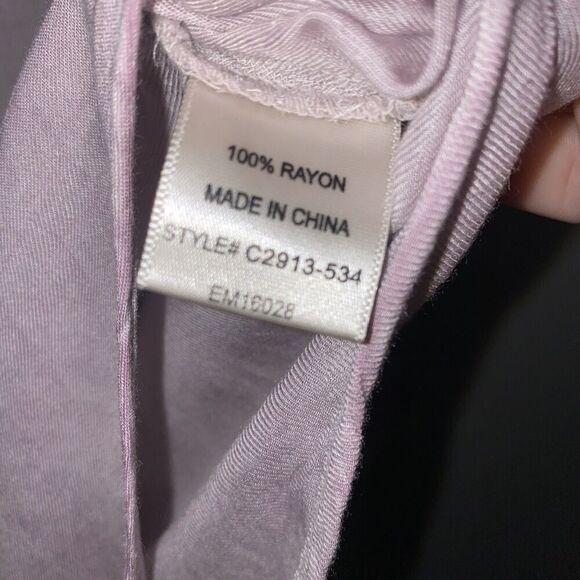 100% RAYON
MADE IN CHINA
STYLE# C2913-534
EM16028